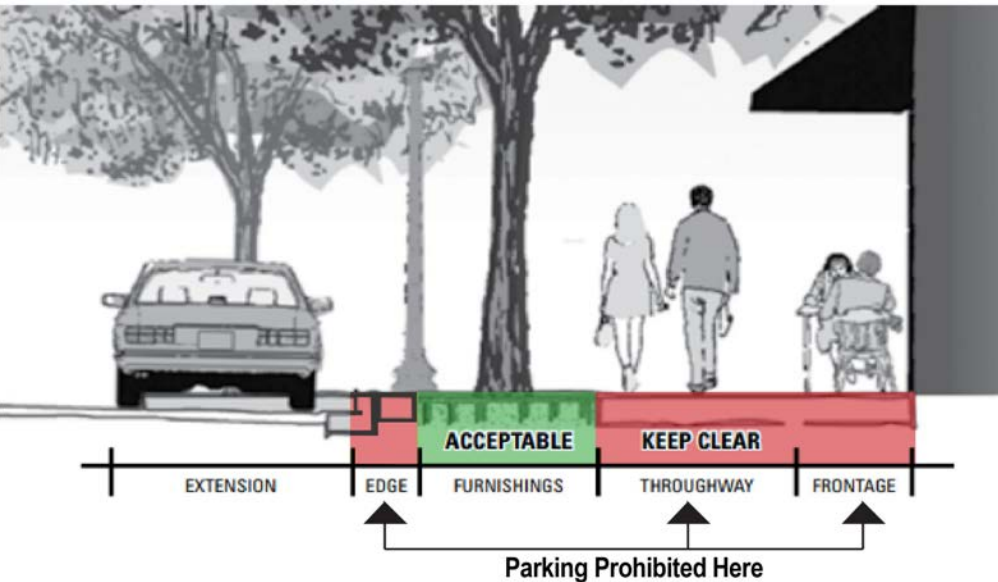 ACCEPTABLE
KEEP CLEAR
EXTENSION
EDGE
FURNISHINGS
THROUGHWAY
FRONTAGE
Parking Prohibited Here